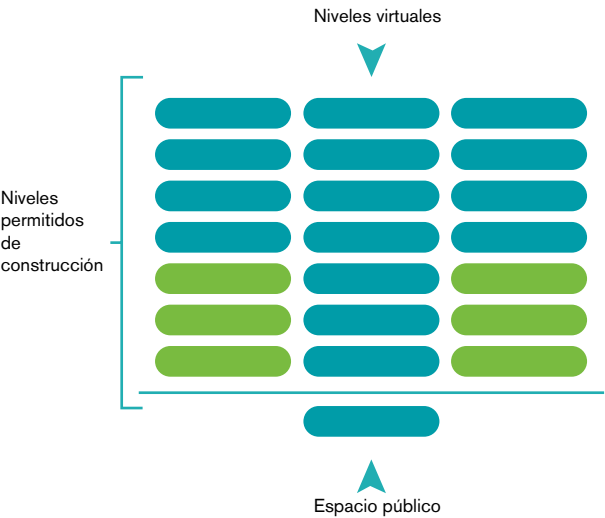 Niveles virtuales
Niveles
permitidos
de
construcción
Espacio público